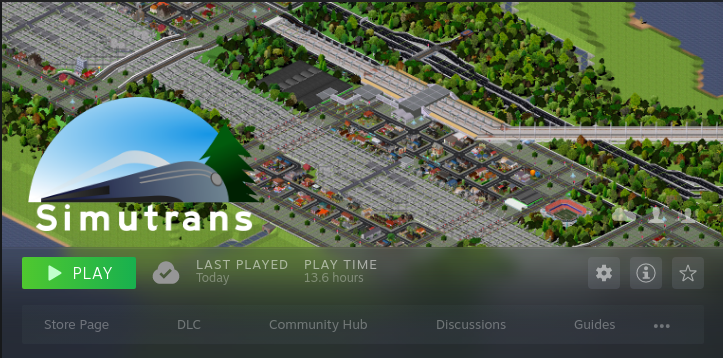 Simutrans
PLAY
LAST PLAYED
Today
PLAY TIME
13.6 hours
Store Page
DLC
Community Hub
Discussions
Guides